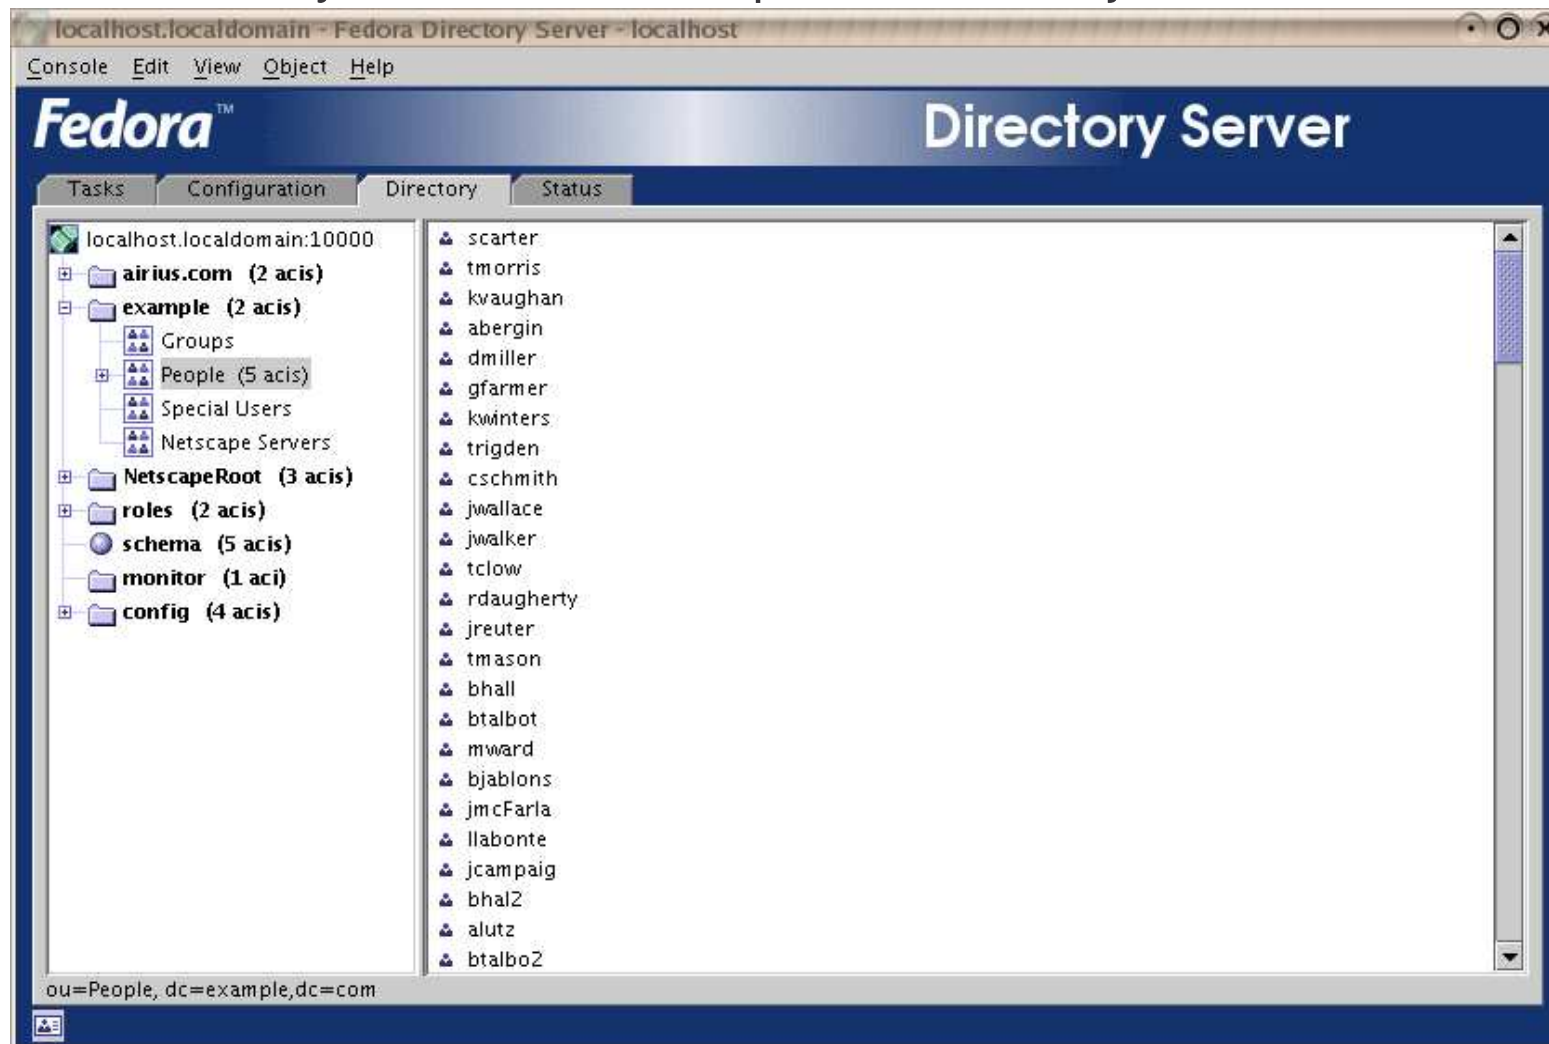 localhost.localdomain - Fedora Directory Server - localhost
Console Edit View Object Help
Fedora™
Directory Server
Tasks Configuration Directory Status
localhost.localdomain:10000
airius.com (2 acis)
example (2 acis)
Groups
People (5 acis)
Special Users
Netscape Servers
NetscapeRoot (3 acis)
roles (2 acis)
schema (5 acis)
monitor (1 aci)
config (4 acis)
scarter
tmorris
kvaughan
abergin
dmiller
gfarmer
kwinters
trigden
cschmith
jwallace
jwalker
tclow
rdaugherty
jreuter
tmason
bhall
btalbot
mward
bjablons
jmcFarla
llabonte
jcampaig
bhal2
alutz
btalbo2
ou=People, dc=example,dc=com